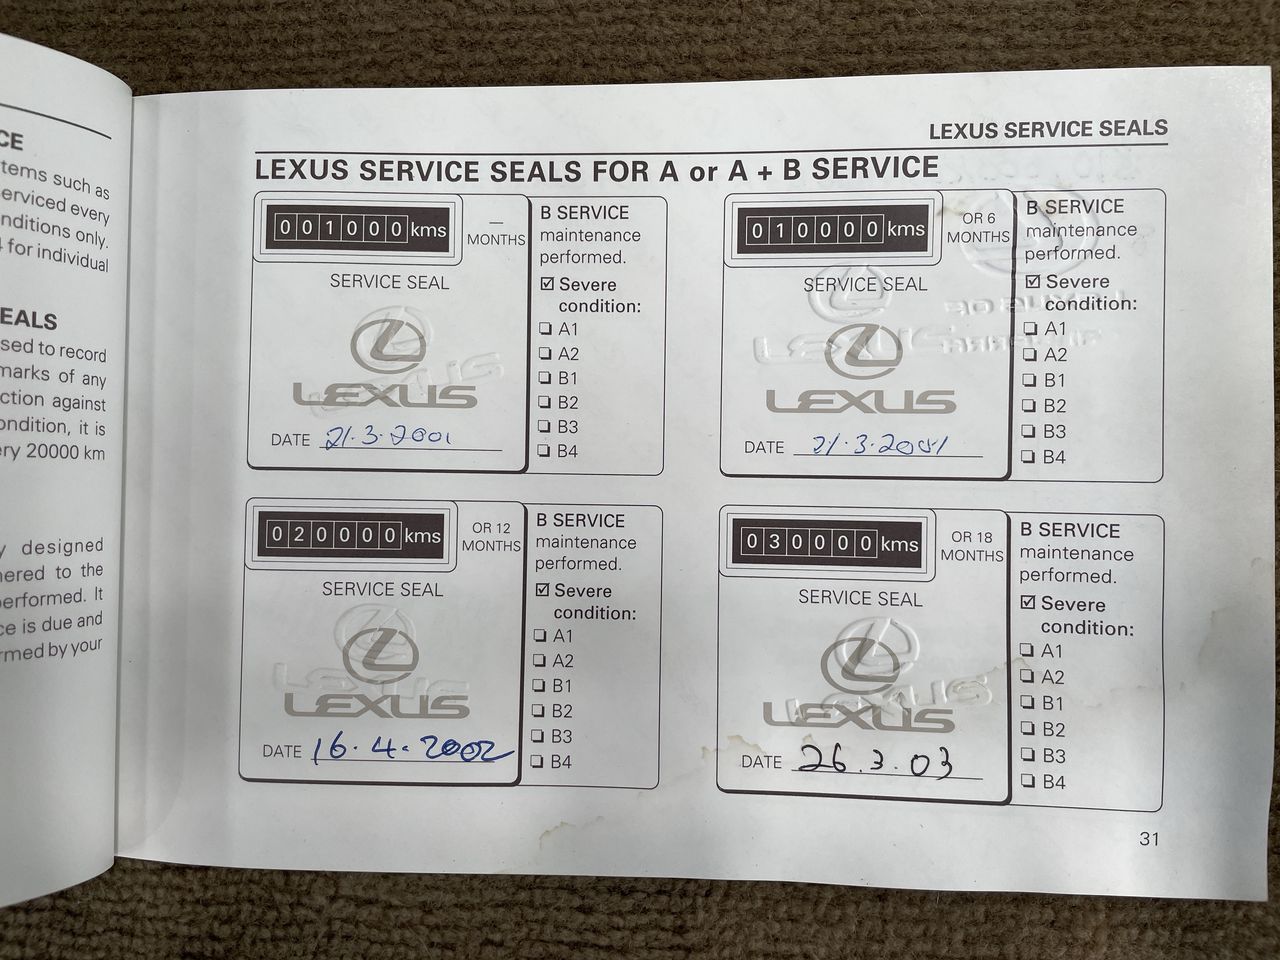 CE
tems such as
erviced every
nditions only.
for individual
EALS
sed to record
marks of any
ction against
ondition, it is
ery 20000 km
y designed
hered to the
erformed. It
ce is due and
rmed by your
LEXUS SERVICE SEALS
LEXUS SERVICE SEALS FOR A or A + B SERVICE
001000 kms
— MONTHS
SERVICE SEAL
LEXUS
DATE 21.3.2001
B SERVICE
maintenance
performed.
☑ Severe
condition:
❏ A1
❏ A2
❏ B1
❏ B2
❏ B3
❏ B4
010000 kms
OR 6
MONTHS
SERVICE SEAL
LEXUS
DATE 21.3.2001
B SERVICE
maintenance
performed.
☑ Severe
condition:
❏ A1
❏ A2
❏ B1
❏ B2
❏ B3
❏ B4
020000 kms
OR 12
MONTHS
SERVICE SEAL
LEXUS
DATE 16.4.2002
B SERVICE
maintenance
performed.
☑ Severe
condition:
❏ A1
❏ A2
❏ B1
❏ B2
❏ B3
❏ B4
030000 kms
OR 18
MONTHS
SERVICE SEAL
LEXUS
DATE 26.3.03
B SERVICE
maintenance
performed.
☑ Severe
condition:
❏ A1
❏ A2
❏ B1
❏ B2
❏ B3
❏ B4
31